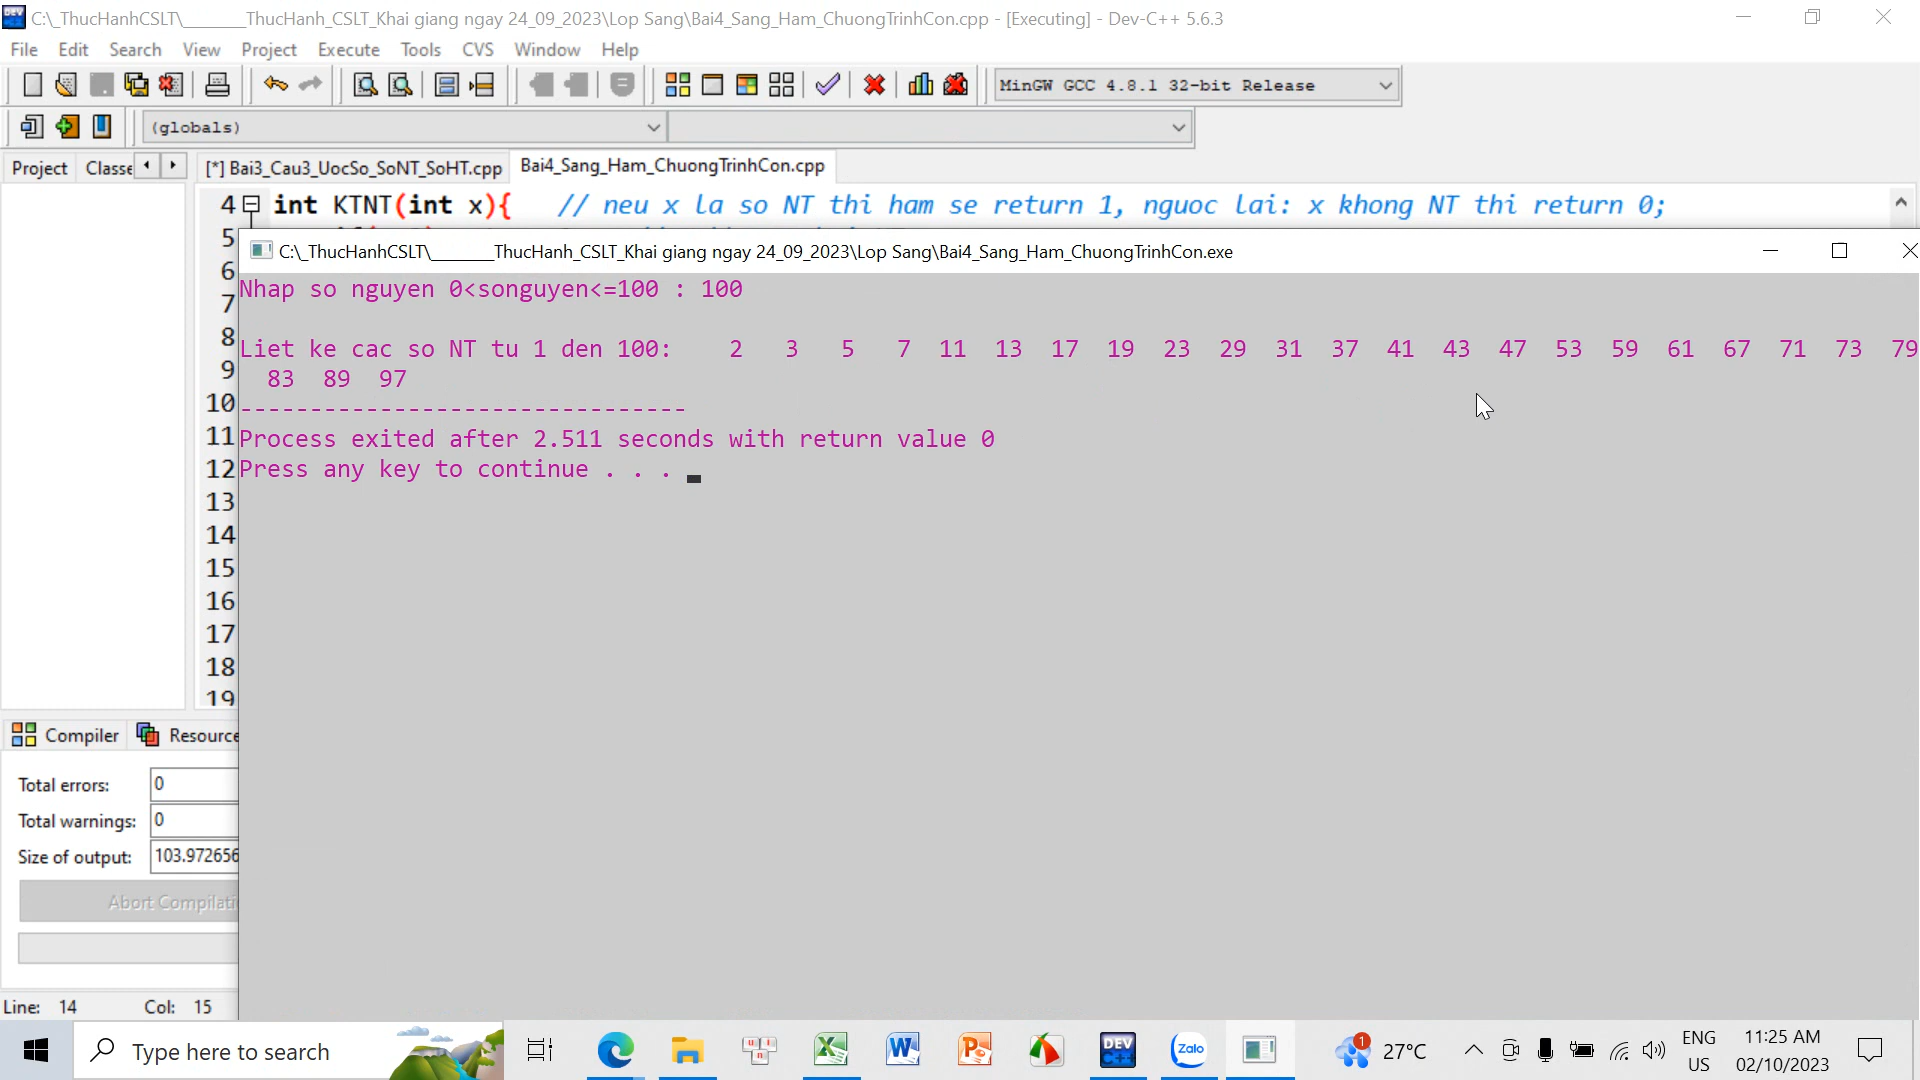 C:\_ThucHanhCSLT\_______ThucHanh_CSLT_Khai giang ngay 24_09_2023\Lop Sang\Bai4_Sang_Ham_ChuongTrinhCon.cpp - [Executing] - Dev-C++ 5.6.3
File Edit Search View Project Execute Tools CVS Window Help
MinGW GCC 4.8.1 32-bit Release
(globals)
Project Classe [*] Bai3_Cau3_UocSo_SoNT_SoHT.cpp Bai4_Sang_Ham_ChuongTrinhCon.cpp
4 int KTNT(int x){ // neu x la so NT thi ham se return 1, nguoc lai: x khong NT thi return 0;
5
C:\_ThucHanhCSLT\_______ThucHanh_CSLT_Khai giang ngay 24_09_2023\Lop Sang\Bai4_Sang_Ham_ChuongTrinhCon.exe
6
Nhap so nguyen 0<songuyen<=100 : 100
7
8
Liet ke cac so NT tu 1 den 100: 2 3 5 7 11 13 17 19 23 29 31 37 41 43 47 53 59 61 67 71 73 79
9
83 89 97
10
--------------------------------
11
Process exited after 2.511 seconds with return value 0
12
Press any key to continue . . .
13
14
15
16
17
18
19
Compiler Resource
Total errors: 0
Total warnings: 0
Size of output: 103.972656
Abort Compilati
Line: 14 Col: 15
Type here to search
DEV C++
Zalo
1
27°C
ENG
US
11:25 AM
02/10/2023